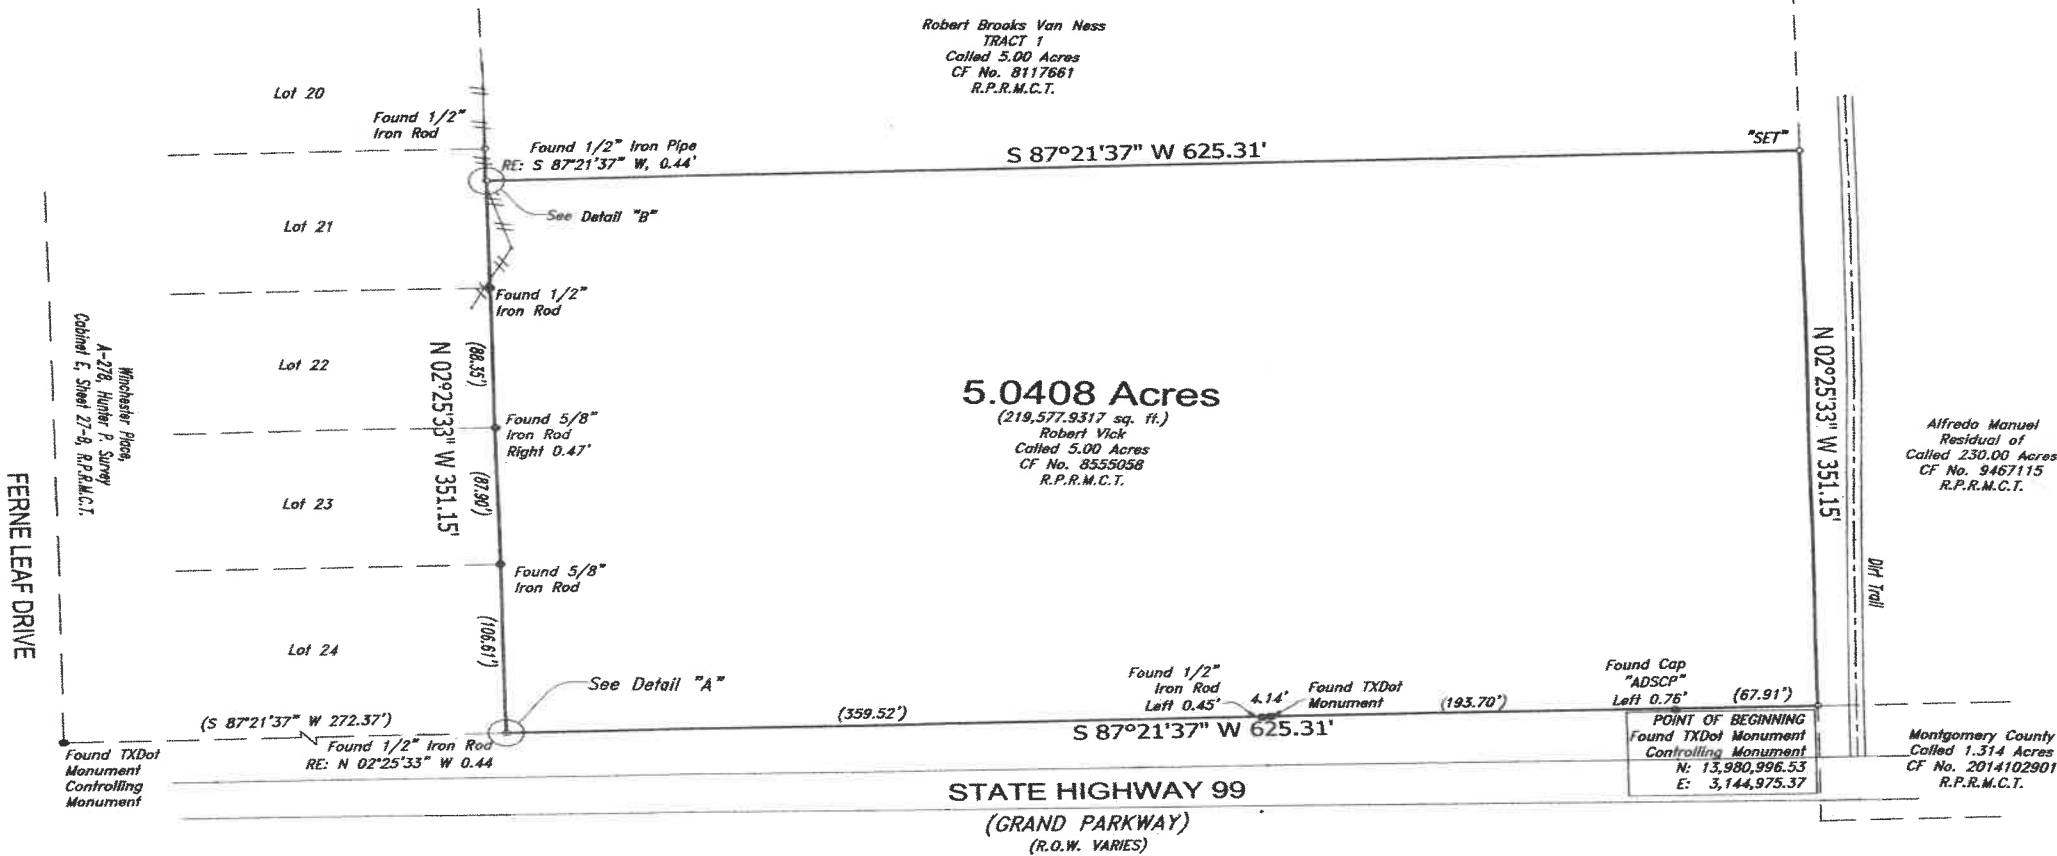 Robert Brooks Van Ness
TRACT 1
Called 5.00 Acres
CF No. 8117661
R.P.R.M.C.T.
Lot 20
Found 1/2"
Iron Rod
Found 1/2" Iron Pipe
RE: S 87°21'37" W, 0.44'
S 87°21'37" W 625.31'
"SET"
See Detail "B"
Lot 21
Found 1/2"
Iron Rod
Lot 22
(88.35')
N 02°25'33" W 351.15'
Found 5/8"
Iron Rod
Right 0.47'
(87.90')
Lot 23
Found 5/8"
Iron Rod
(106.61')
Lot 24
Winchester Place,
A-278, Hunter P. Survey
Cabinet E, Sheet 27-B, R.P.R.M.C.T.
FERNE LEAF DRIVE
5.0408 Acres
(219,577.9317 sq. ft.)
Robert Vick
Called 5.00 Acres
CF No. 8555058
R.P.R.M.C.T.
N 02°25'33" W 351.15'
Dirt Trail
Alfredo Manuel
Residual of
Called 230.00 Acres
CF No. 9467115
R.P.R.M.C.T.
See Detail "A"
(S 87°21'37" W 272.37')
Found 1/2" Iron Rod
RE: N 02°25'33" W 0.44
Found TXDot
Monument
Controlling
Monument
(359.52')
Found 1/2"
Iron Rod
Left 0.45'
4.14'
Found TXDot
Monument
(193.70')
Found Cap
"ADSCP"
Left 0.76'
(67.91')
S 87°21'37" W 625.31'
POINT OF BEGINNING
Found TXDot Monument
Controlling Monument
N: 13,980,996.53
E: 3,144,975.37
Montgomery County
Called 1.314 Acres
CF No. 2014102901
R.P.R.M.C.T.
STATE HIGHWAY 99
(GRAND PARKWAY)
(R.O.W. VARIES)